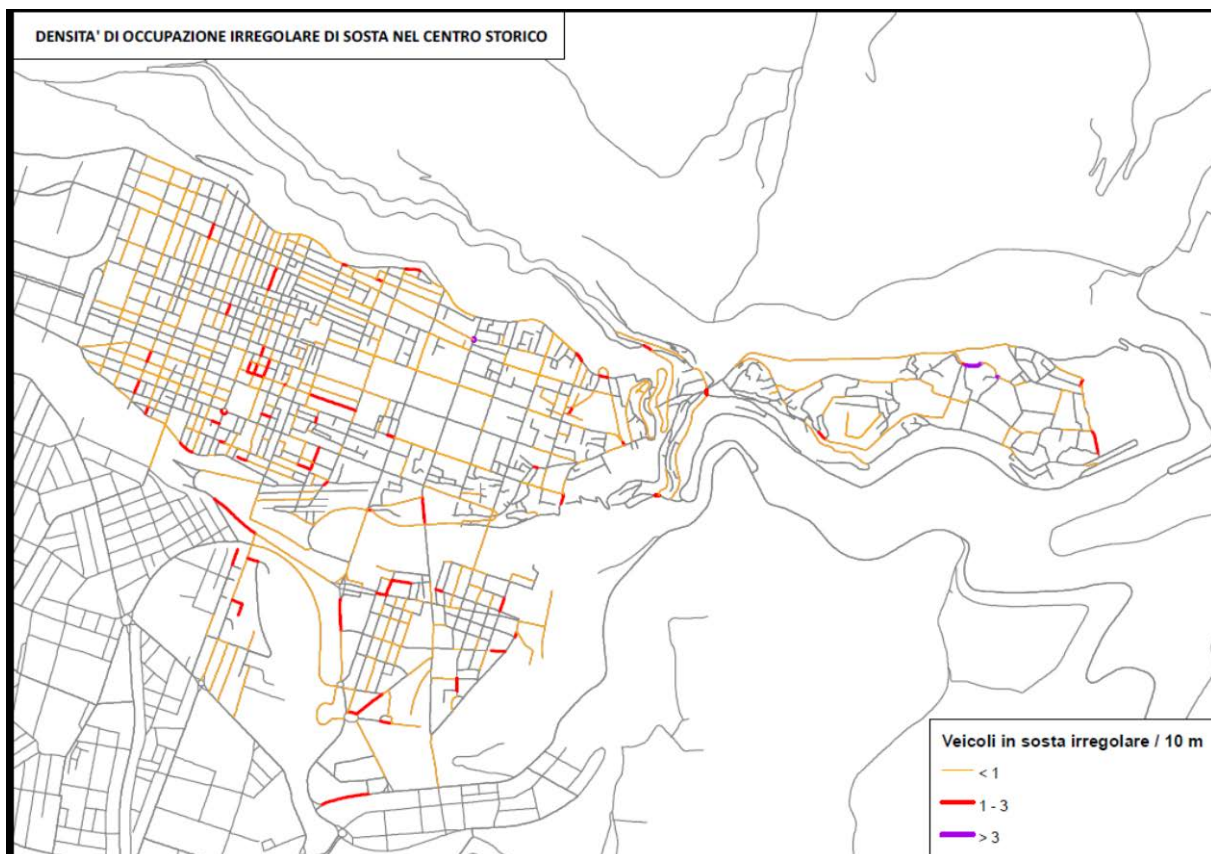 DENSITA' DI OCCUPAZIONE IRREGOLARE DI SOSTA NEL CENTRO STORICO
Veicoli in sosta irregolare / 10 m
< 1
1 - 3
> 3